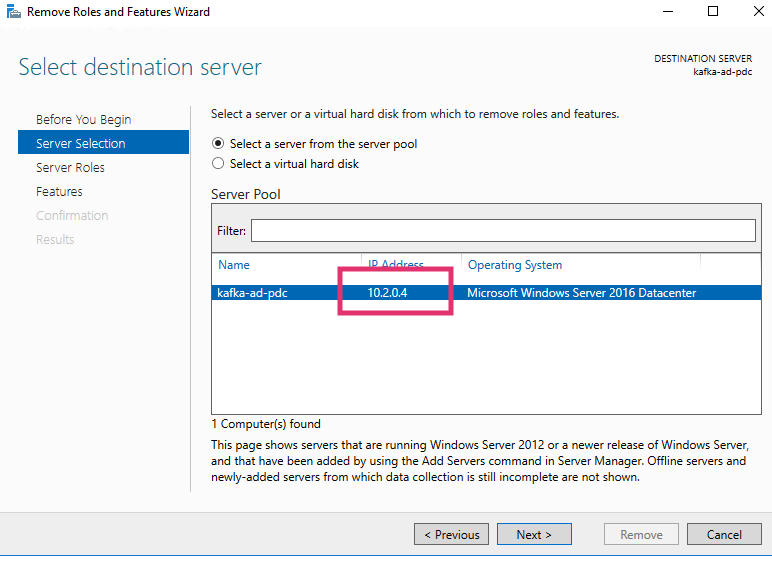 Remove Roles and Features Wizard
Select destination server
DESTINATION SERVER
kafka-ad-pdc
Before You Begin
Server Selection
Server Roles
Features
Confirmation
Results
Select a server or a virtual hard disk from which to remove roles and features.
Select a server from the server pool
Select a virtual hard disk
Server Pool
Filter:
Name IP Address Operating System
kafka-ad-pdc 10.2.0.4 Microsoft Windows Server 2016 Datacenter
1 Computer(s) found
This page shows servers that are running Windows Server 2012 or a newer release of Windows Server,
and that have been added by using the Add Servers command in Server Manager. Offline servers and
newly-added servers from which data collection is still incomplete are not shown.
< Previous Next > Remove Cancel